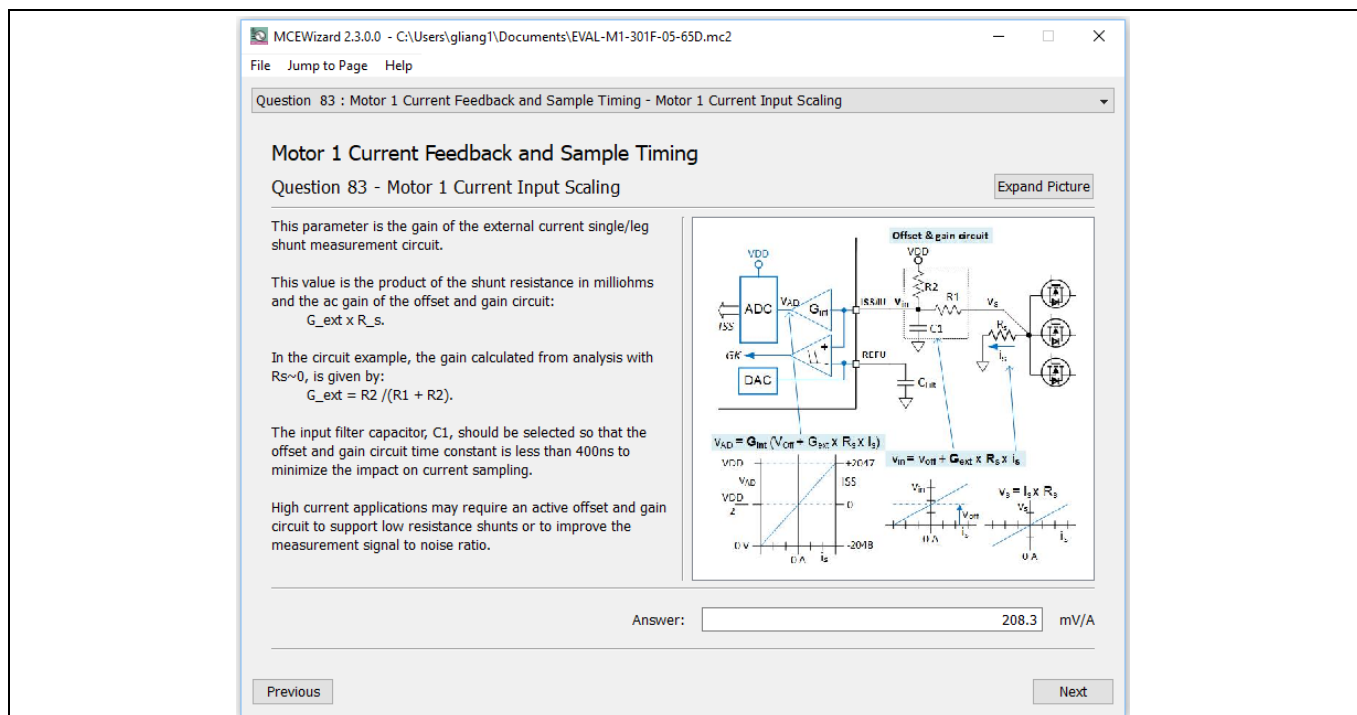 MCEWizard 2.3.0.0 - C:\Users\gliang1\Documents\EVAL-M1-301F-05-65D.mc2
File Jump to Page Help
Question 83 : Motor 1 Current Feedback and Sample Timing - Motor 1 Current Input Scaling
Motor 1 Current Feedback and Sample Timing
Question 83 - Motor 1 Current Input Scaling
Expand Picture
This parameter is the gain of the external current single/leg
shunt measurement circuit.
This value is the product of the shunt resistance in milliohms
and the ac gain of the offset and gain circuit:
G_ext x R_s.
In the circuit example, the gain calculated from analysis with
Rs~0, is given by:
G_ext = R2 /(R1 + R2).
The input filter capacitor, C1, should be selected so that the
offset and gain circuit time constant is less than 400ns to
minimize the impact on current sampling.
High current applications may require an active offset and gain
circuit to support low resistance shunts or to improve the
measurement signal to noise ratio.
Offset & gain circuit
VDD
VDD
R2
ADC
VAD
Gint
ISS/IU
vin
R1
vs
ISS
C1
Rs
is
GK
REFU
DAC
vAD = Gint (Voff + Gext x Rs x Is)
vin = voff + Gext x Rs x is
VDD
+2047
VAD
ISS
VDD
2
0
0 V
-2048
0 A
is
vin
voff
0 A
is
vs = Is x Rs
vs
is
0 A
Answer:
208.3
mV/A
Previous
Next